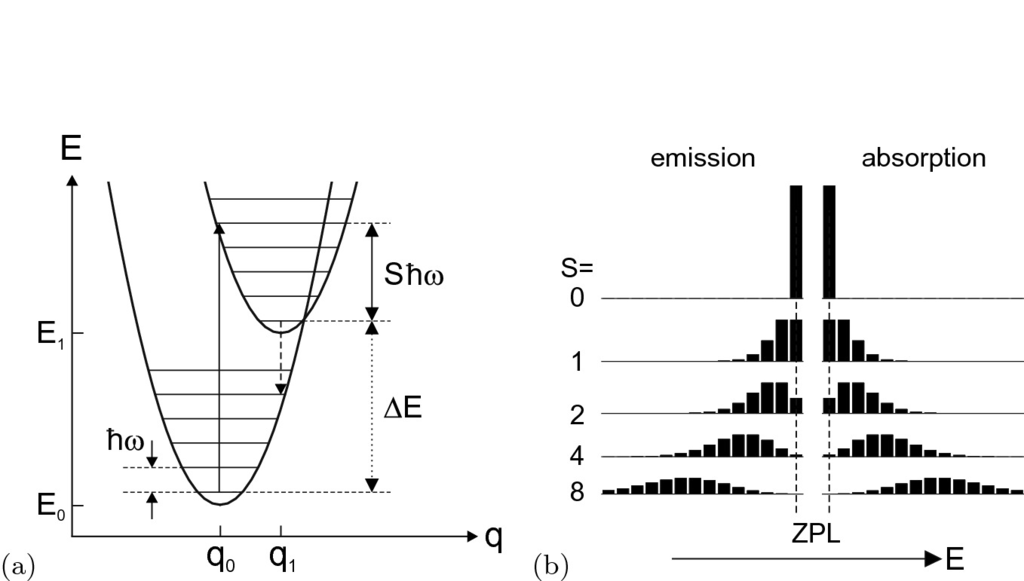 E
Sħω
E₁
ΔE
ħω
E₀
q₀ q₁
q
(a)
emission absorption
S=
0
1
2
4
8
ZPL
E
(b)